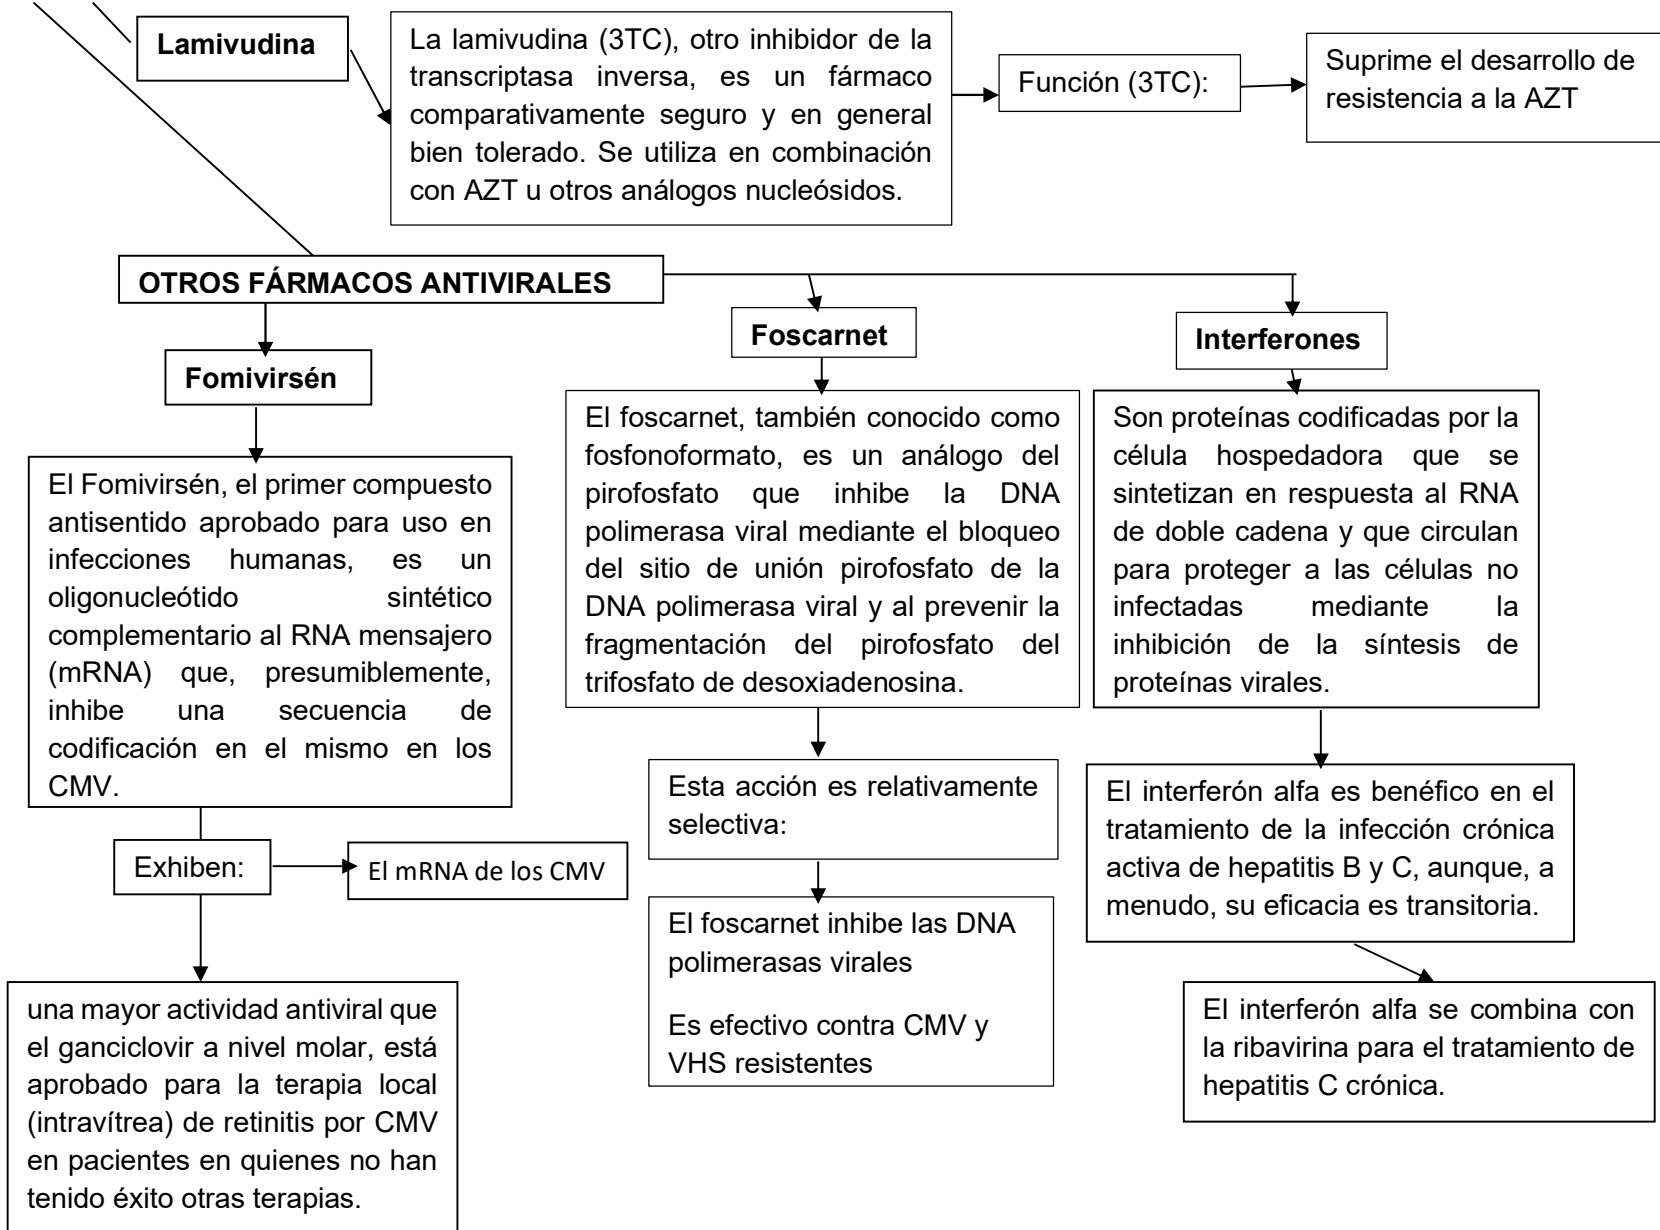 Lamivudina
La lamivudina (3TC), otro inhibidor de la
transcriptasa inversa, es un fármaco
comparativamente seguro y en general
bien tolerado. Se utiliza en combinación
con AZT u otros análogos nucleósidos.
Función (3TC):
Suprime el desarrollo de
resistencia a la AZT
OTROS FÁRMACOS ANTIVIRALES
Fomivirsén
El Fomivirsén, el primer compuesto
antisentido aprobado para uso en
infecciones humanas, es un
oligonucleótido sintético
complementario al RNA mensajero
(mRNA) que, presumiblemente,
inhibe una secuencia de
codificación en el mismo en los
CMV.
Exhiben:
El mRNA de los CMV
una mayor actividad antiviral que
el ganciclovir a nivel molar, está
aprobado para la terapia local
(intravítrea) de retinitis por CMV
en pacientes en quienes no han
tenido éxito otras terapias.
Foscarnet
El foscarnet, también conocido como
fosfonoformato, es un análogo del
pirofosfato que inhibe la DNA
polimerasa viral mediante el bloqueo
del sitio de unión pirofosfato de la
DNA polimerasa viral y al prevenir la
fragmentación del pirofosfato del
trifosfato de desoxiadenosina.
Esta acción es relativamente
selectiva:
El foscarnet inhibe las DNA
polimerasas virales
Es efectivo contra CMV y
VHS resistentes
Interferones
Son proteínas codificadas por la
célula hospedadora que se
sintetizan en respuesta al RNA
de doble cadena y que circulan
para proteger a las células no
infectadas mediante la
inhibición de la síntesis de
proteínas virales.
El interferón alfa es benéfico en el
tratamiento de la infección crónica
activa de hepatitis B y C, aunque, a
menudo, su eficacia es transitoria.
El interferón alfa se combina con
la ribavirina para el tratamiento de
hepatitis C crónica.